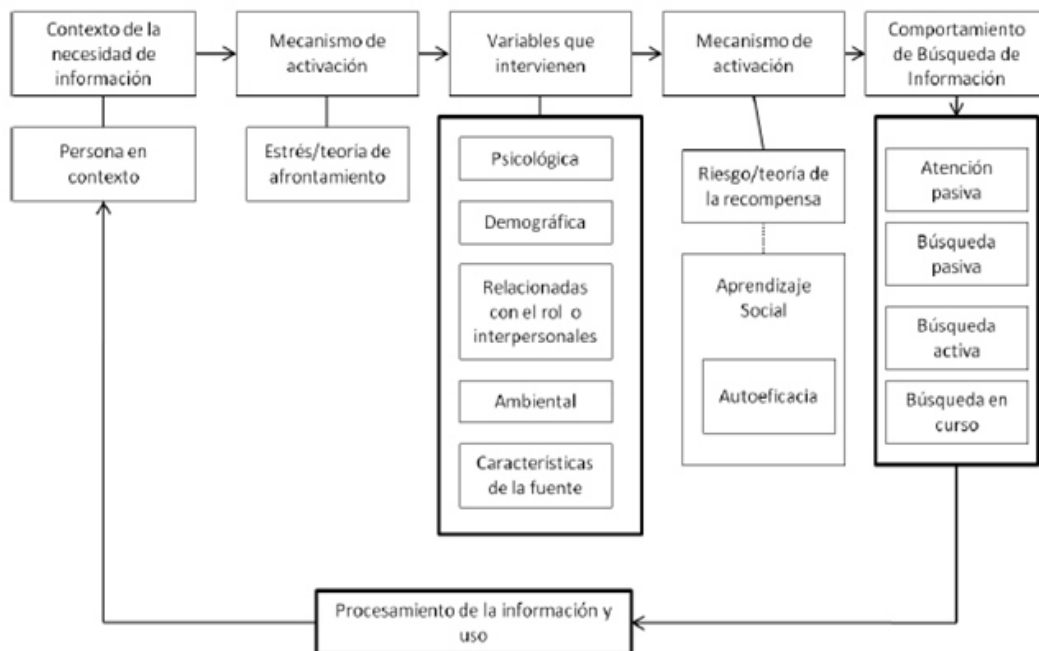 Contexto de la
necesidad de
información
Mecanismo de
activación
Variables que
intervienen
Mecanismo de
activación
Comportamiento
de Búsqueda de
Información
Persona en
contexto
Estrés/teoría de
afrontamiento
Psicológica
Demográfica
Relacionadas
con el rol o
interpersonales
Ambiental
Características
de la fuente
Riesgo/teoría de
la recompensa
Aprendizaje
Social
Autoeficacia
Atención
pasiva
Búsqueda
pasiva
Búsqueda
activa
Búsqueda en
curso
Procesamiento de la información y
uso